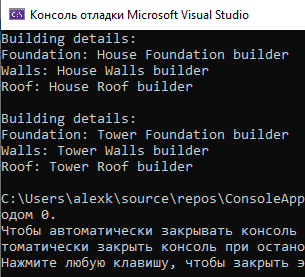 Консоль отладки Microsoft Visual Studio
Building details:
Foundation: House Foundation builder
Walls: House Walls builder
Roof: House Roof builder
Building details:
Foundation: Tower Foundation builder
Walls: Tower Walls builder
Roof: Tower Roof builder
C:\Users\alexk\source\repos\ConsoleApp
одом 0.
Чтобы автоматически закрывать консоль
томатически закрыть консоль при остано
Нажмите любую клавишу, чтобы закрыть э